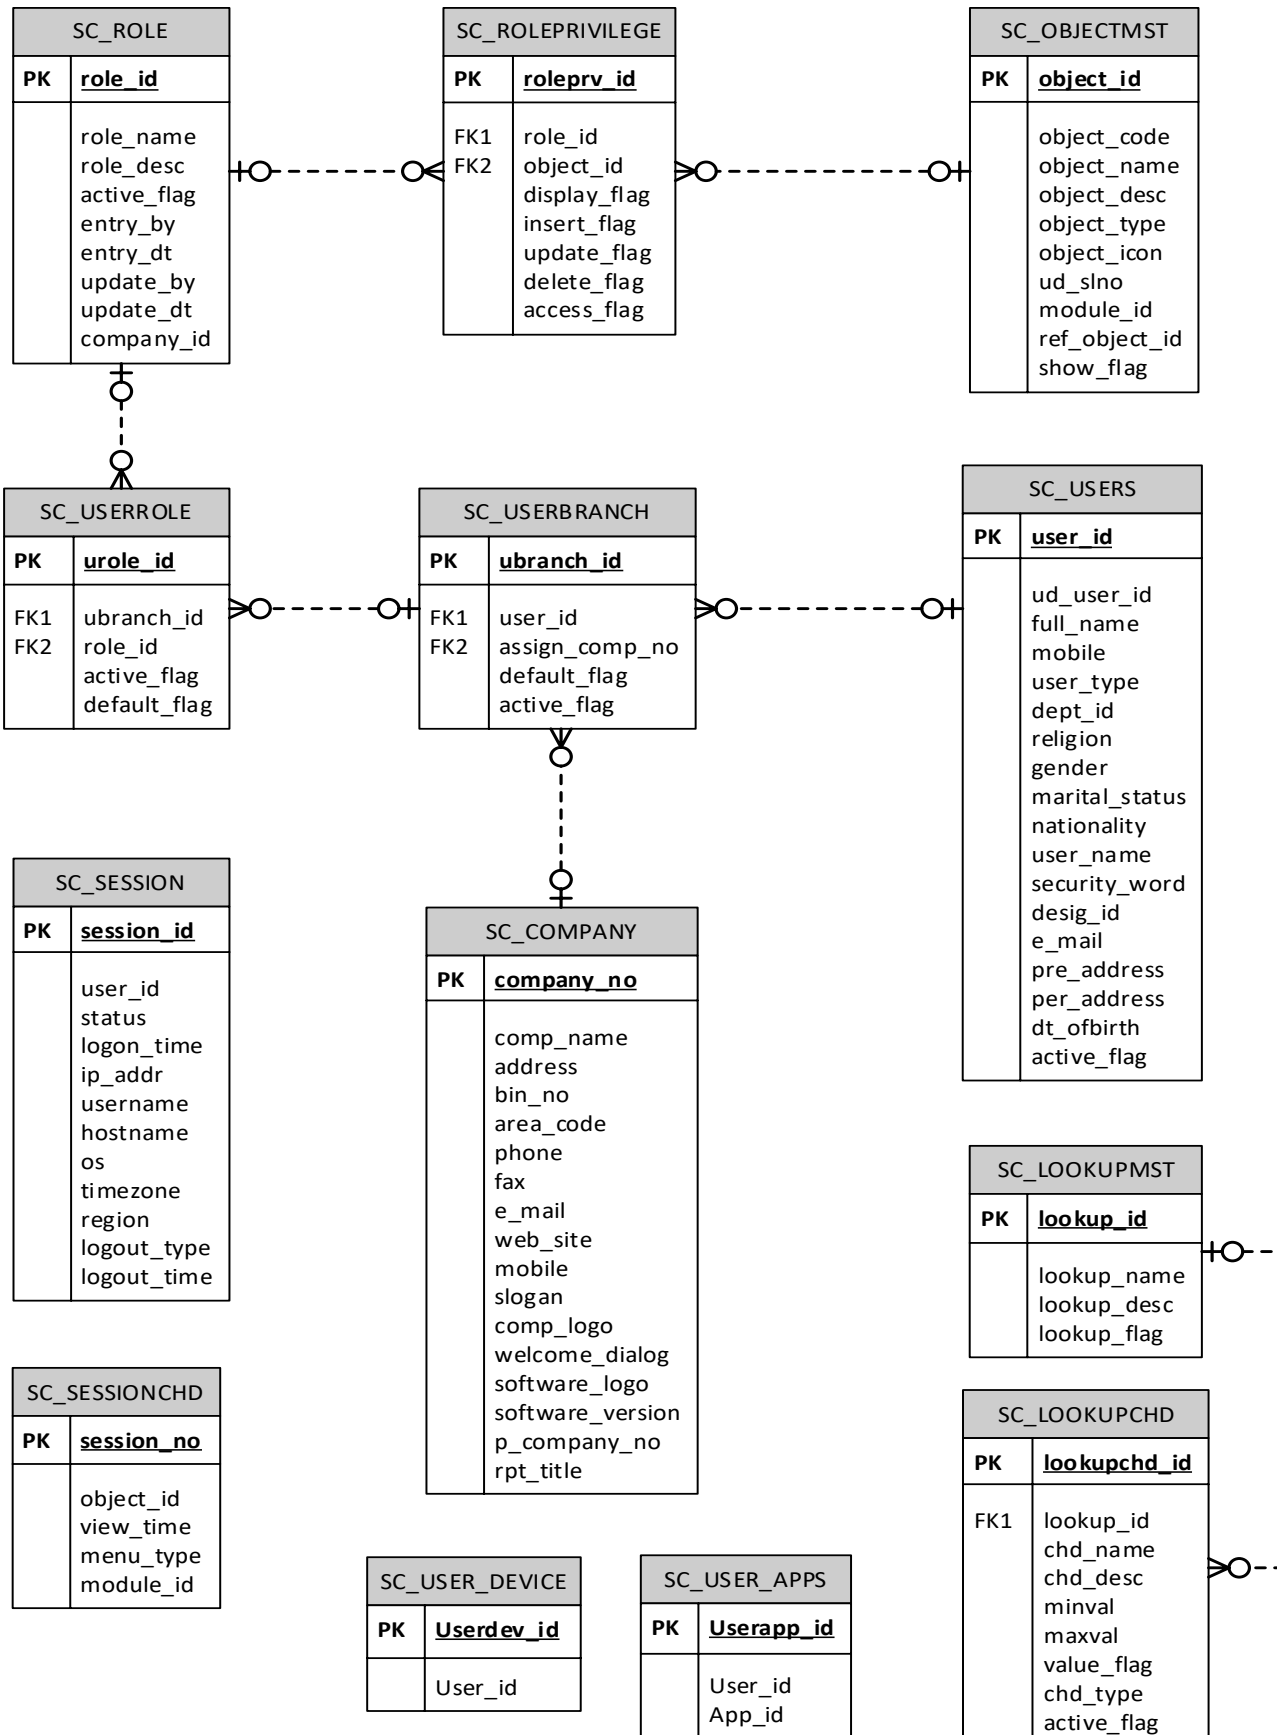 SC_ROLE
PK role_id
role_name
role_desc
active_flag
entry_by
entry_dt
update_by
update_dt
company_id
SC_ROLEPRIVILEGE
PK roleprv_id
FK1 role_id
FK2 object_id
display_flag
insert_flag
update_flag
delete_flag
access_flag
SC_OBJECTMST
PK object_id
object_code
object_name
object_desc
object_type
object_icon
ud_slno
module_id
ref_object_id
show_flag
SC_USERROLE
PK urole_id
FK1 ubranch_id
FK2 role_id
active_flag
default_flag
SC_USERBRANCH
PK ubranch_id
FK1 user_id
FK2 assign_comp_no
default_flag
active_flag
SC_USERS
PK user_id
ud_user_id
full_name
mobile
user_type
dept_id
religion
gender
marital_status
nationality
user_name
security_word
desig_id
e_mail
pre_address
per_address
dt_ofbirth
active_flag
SC_SESSION
PK session_id
user_id
status
logon_time
ip_addr
username
hostname
os
timezone
region
logout_type
logout_time
SC_COMPANY
PK company_no
comp_name
address
bin_no
area_code
phone
fax
e_mail
web_site
mobile
slogan
comp_logo
welcome_dialog
software_logo
software_version
p_company_no
rpt_title
SC_LOOKUPMST
PK lookup_id
lookup_name
lookup_desc
lookup_flag
SC_SESSIONCHD
PK session_no
object_id
view_time
menu_type
module_id
SC_LOOKUPCHD
PK lookupchd_id
FK1 lookup_id
chd_name
chd_desc
minval
maxval
value_flag
chd_type
active_flag
SC_USER_DEVICE
PK Userdev_id
User_id
SC_USER_APPS
PK Userapp_id
User_id
App_id